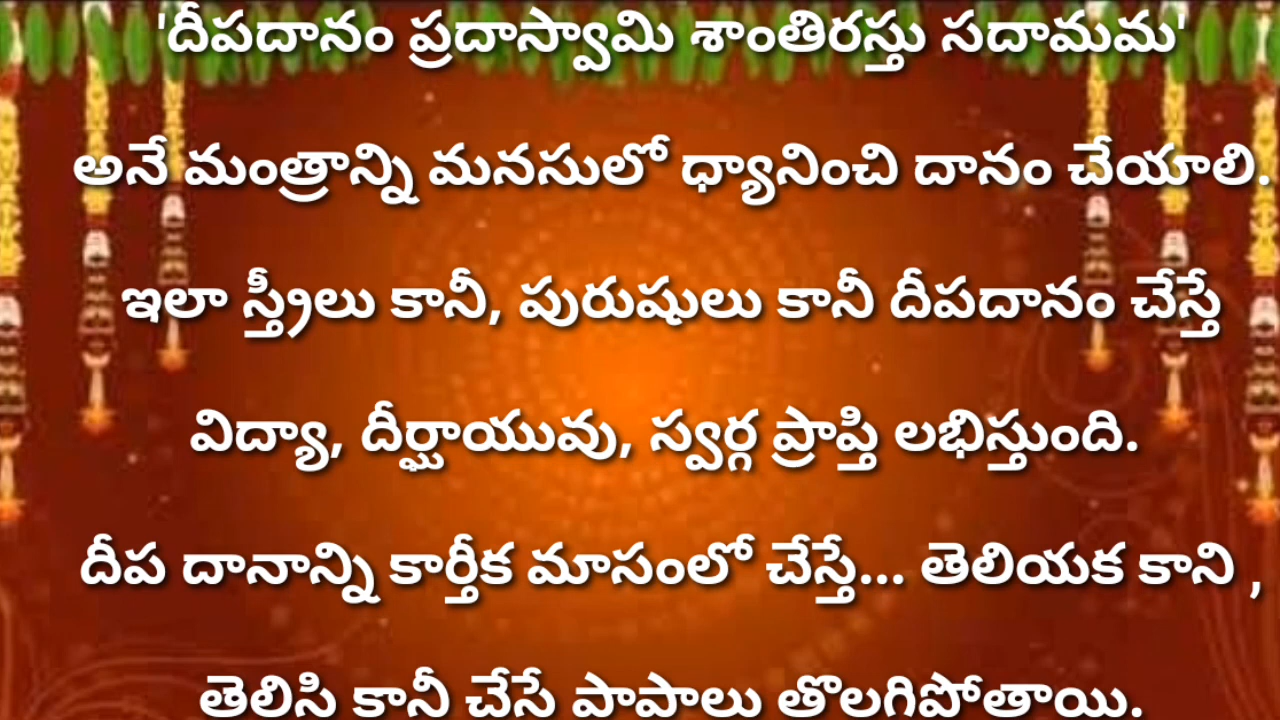 'దీపదానం ప్రదాస్వామి శాంతిరస్తు సదామమ'
అనే మంత్రాన్ని మనసులో ధ్యానించి దానం చేయాలి.
ఇలా స్త్రీలు కానీ, పురుషులు కానీ దీపదానం చేస్తే
విద్యా, దీర్ఘాయువు, స్వర్గ ప్రాప్తి లభిస్తుంది.
దీప దానాన్ని కార్తీక మాసంలో చేస్తే... తెలియక కాని ,
తెలిసి కానీ చేసే పాపాలు తొలగిపోతాయి.